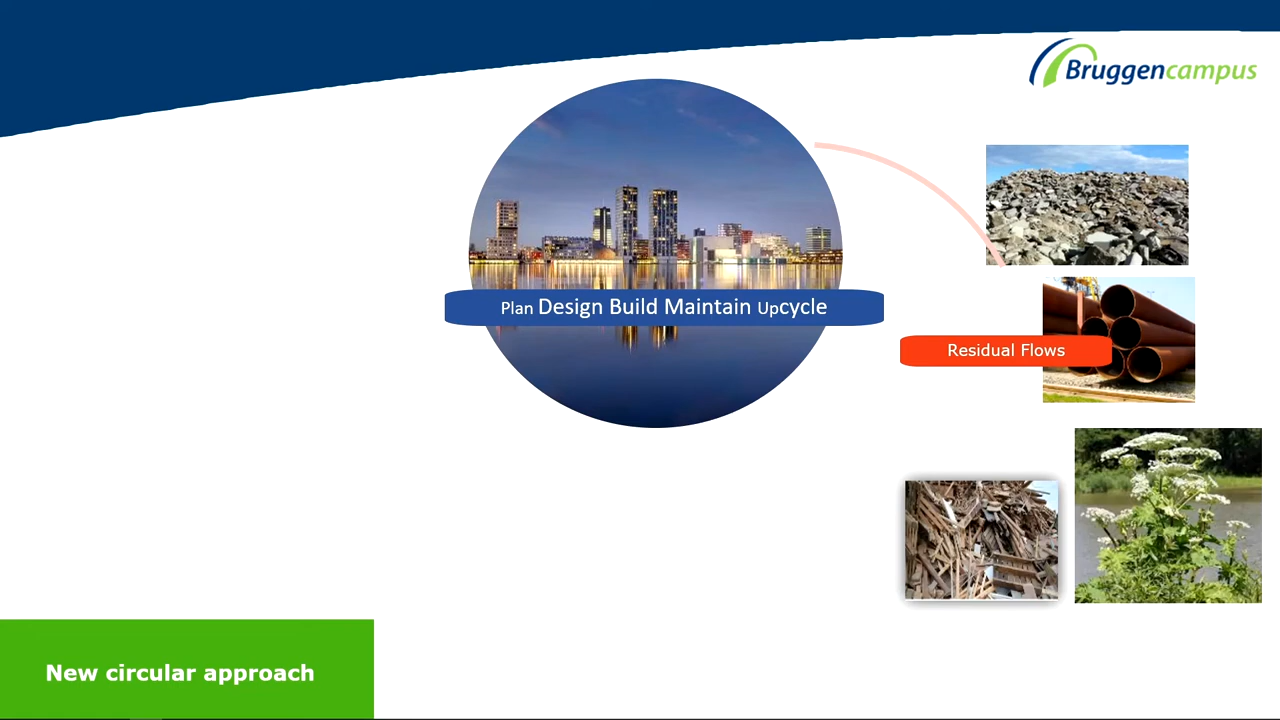 Bruggencampus
Plan Design Build Maintain Upcycle
Residual Flows
New circular approach